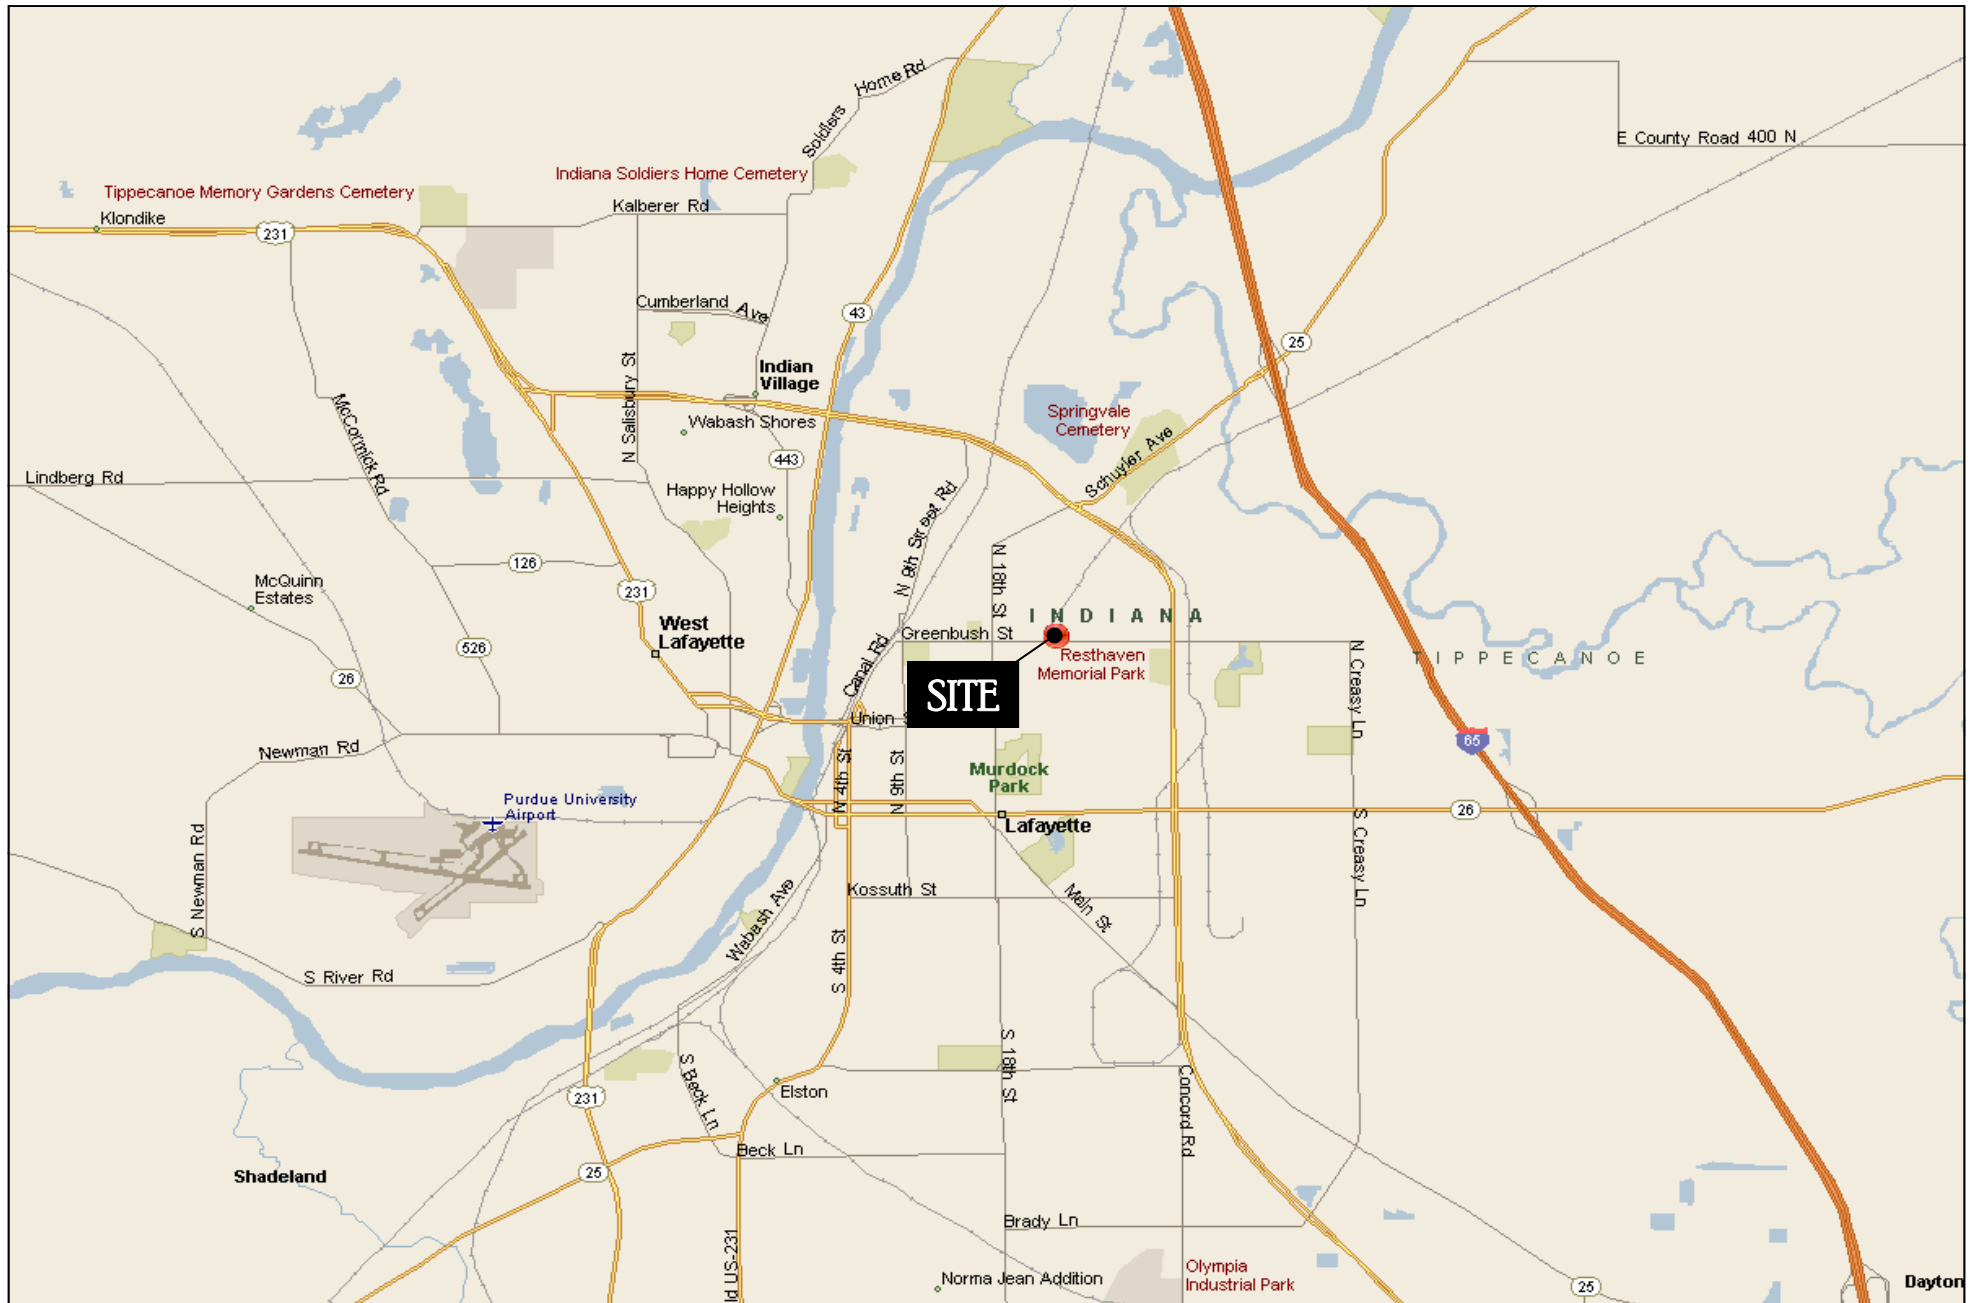 Home Rd
Soldiers
E County Road 400 N
Indiana Soldiers Home Cemetery
Tippecanoe Memory Gardens Cemetery
Kalberer Rd
Klondike
231
Cumberland Ave
43
25
Indian
Village
N Salisbury St
McCormick Rd
Springvale
Cemetery
Wabash Shores
Schuyler Ave
443
Lindberg Rd
Happy Hollow
Heights
N 9th Street Rd
126
N 18th St
McQuinn
Estates
231
INDIANA
West
Lafayette
Greenbush St
526
Canal Rd
Resthaven
Memorial Park
TIPPECANOE
N Creasy Ln
26
SITE
Union
65
Newman Rd
N 4th St
N 9th St
Murdock
Park
Purdue University
Airport
26
Lafayette
S Creasy Ln
S Newman Rd
Kossuth St
Main St
Wabash Ave
S 4th St
S River Rd
S Beck Ln
S 18th St
Concord Rd
Elston
231
Beck Ln
25
Shadeland
Brady Ln
ld US-231
Norma Jean Addition
Olympia
Industrial Park
25
Dayton